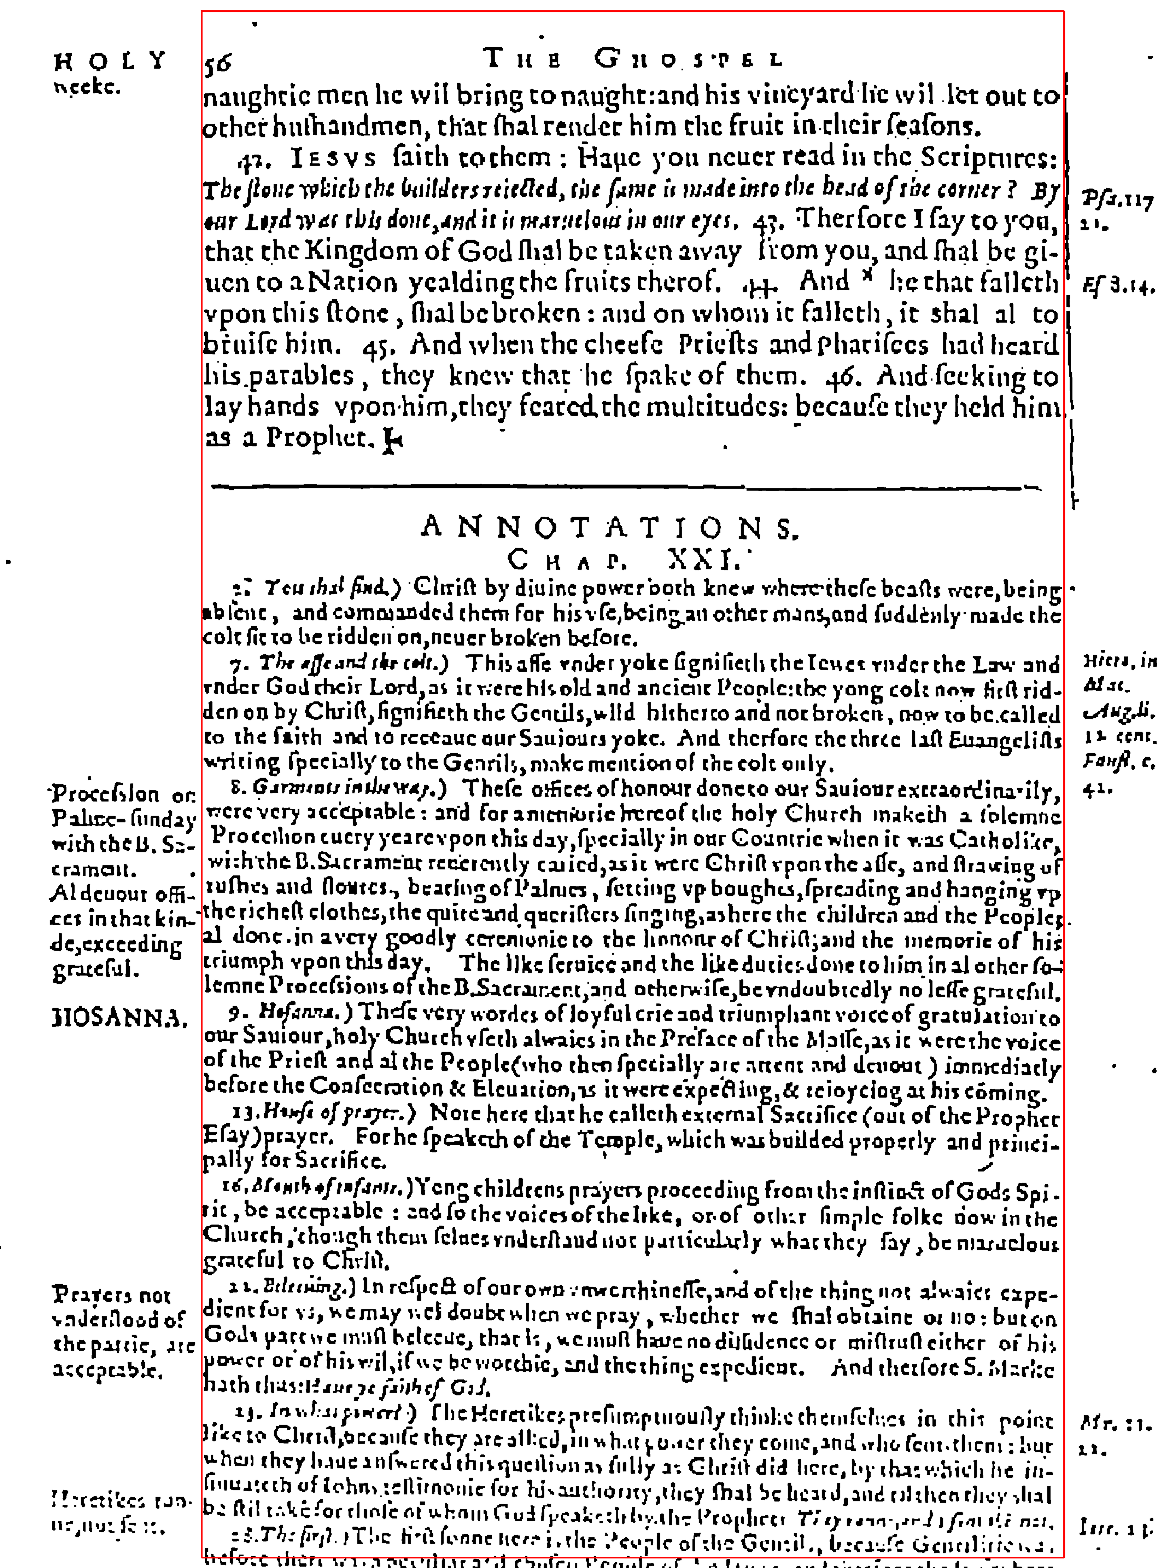 HOLY
weeke.
56 THE GHOSPEL
naughtie men he wil bring to naught: and his vineyard he wil let out to
other husbandmen, that ſhal render him the fruit in their ſeaſons.
42. IESVS ſaith to them: Haue you neuer read in the Scriptures:
The ſtone which the builders reiected, the ſame is made into the head of the corner? By
our Lord was this done, and it is maruelous in our eyes. 43. Therfore I ſay to you,
that the Kingdom of God ſhal be taken away from you, and ſhal be gi-
uen to a Nation yealding the fruits therof. 44. And * he that falleth
vpon this ſtone, ſhal be broken: and on whom it falleth, it shal al to
bruiſe him. 45. And when the cheefe Prieſts and Phariſees had heard
his parables, they knew that he ſpake of them. 46. And ſeeking to
lay hands vpon him, they feared the multitudes: becauſe they held him
as a Prophet.
Pſa.117
21.
Eſ 8.14.
ANNOTATIONS.
CHAP. XXI.
2. You shal find.) Chriſt by diuine power both knew where theſe beaſts were, being
abſent, and commanded them for his vſe, being an other mans, and ſuddenly made the
colt fit to be ridden on, neuer broken before.
7. The aſſe and the colt.) This aſſe vnder yoke ſignifieth the Iewes vnder the Law and
vnder God their Lord, as it were his old and ancient People: the yong colt now firſt rid-
den on by Chriſt, ſignifieth the Gentils, wild hitherto and not broken, now to be called
to the faith and to receaue our Sauiours yoke. And therfore the three laſt Euangeliſts
writing ſpecially to the Gentils, make mention of the colt only.
Hiero, in
Mat.
Aug. li.
12 cont.
Fauſt. c.
42.
8. Garments in the way.) Theſe offices of honour done to our Sauiour extraordinarily,
were very acceptable: and for a memorie hereof the holy Church maketh a ſolemne
Proceſſion euery yeare vpon this day, ſpecially in our Countrie when it was Catholike,
with the B. Sacrament reuerently caried, as it were Chriſt vpon the aſſe, and ſtrawing of
ruſhes and floures, bearing of Palmes, ſetting vp boughes, ſpreading and hanging vp
the richeſt clothes, the quire and queriſters ſinging, as here the children and the People;
al done in a very goodly ceremonie to the honour of Chriſt, and the memorie of his
triumph vpon this day. The like ſeruice and the like duties done to him in al other ſo-
lemne Proceſſions of the B. Sacrament, and otherwiſe, be vndoubtedly no leſſe grateful.
Proceſsion on
Palme-ſunday
with the B. Sa-
crament.
Al deuout offi-
ces in that kin-
de, exceeding
grateful.
9. Hoſanna.) Theſe very wordes of ioyful crie and triumphant voice of gratulation to
our Sauiour, holy Church vſeth alwaies in the Preface of the Maſſe, as it were the voice
of the Prieſt and al the People (who then ſpecially are attent and deuout) immediatly
before the Conſecration & Eleuation, as it were expecting, & reioycing at his cõming.
HOSANNA.
13. Houſe of prayer.) Note here that he calleth external Sacrifice (out of the Prophet
Eſay) prayer. For he ſpeaketh of the Temple, which was builded properly and princi-
pally for Sacrifice.
16. Mouth of infants.) Yong childrens prayers proceeding from the inſtinct of Gods Spi-
rit, be acceptable: and ſo the voices of the like, or of other ſimple folke now in the
Church, though them ſelues vnderſtand not particularly what they ſay, be maruelous
grateful to Chriſt.
22. Beleeuing.) In reſpect of our own vnworthineſſe, and of the thing not alwaies expe-
dient for vs, we may wel doubt when we pray, whether we ſhal obtaine or no: but on
Gods part we muſt beleeue, that is, we muſt haue no diffidence or miſtruſt either of his
power or of his wil, if we be worthie, and the thing expedient. And therfore S. Marke
hath thus: Haue ye faith of God.
Prayers not
vnderſtood of
the partie, are
acceptable.
23. In what power?) The Heretikes preſumptuouſly thinke themſelues in this point
like to Chriſt, becauſe they are aſked, in what power they come, and who ſent them: but
when they haue anſwered this queſtion as fully as Chriſt did here, by that which he in-
ſinuateth of Iohns teſtimonie for his authority, they ſhal be heard, and til then they shal
be ſtil take for thoſe of whom God ſpeaketh by the Prophet: They ranne, and I ſent thē not.
Mr. 11.
Heretikes run-
Iere. 23
28. The firſt.) The firſt ſonne here is the People of the Gentils, becauſe Gentilitie was
before there was a peculiar and choſen People of